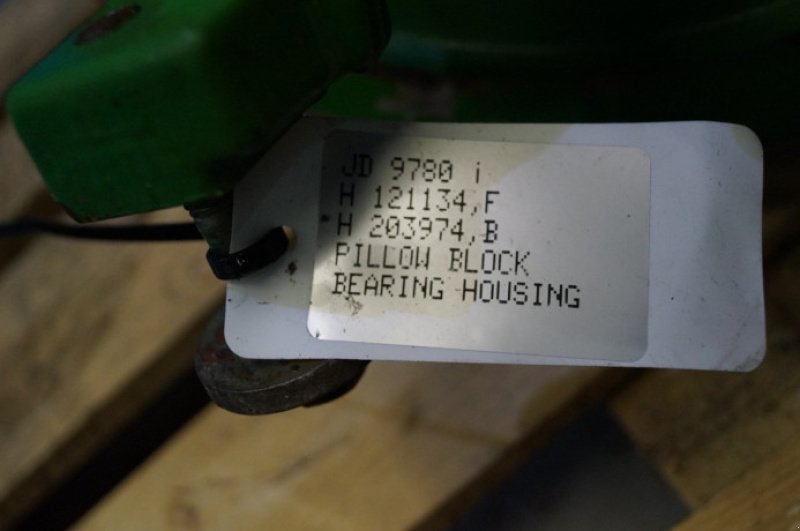 JD 9780 i
H 121134,F
H 203974,B
PILLOW BLOCK
BEARING HOUSING